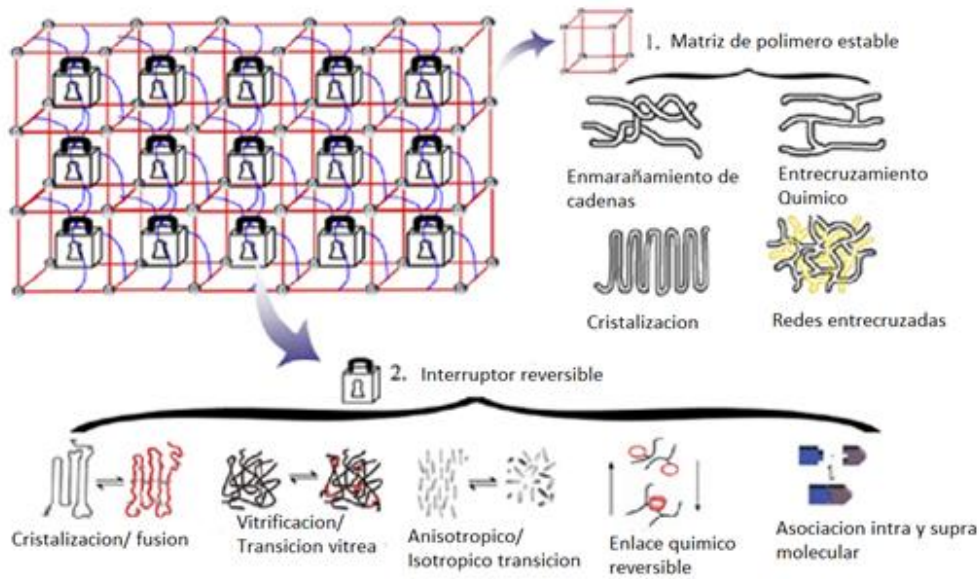 1. Matriz de polimero estable
Enmarañamiento de
cadenas
Entrecruzamiento
Quimico
Cristalizacion
Redes entrecruzadas
2. Interruptor reversible
Cristalizacion/ fusion
Vitrificacion/
Transicion vitrea
Anisotropico/
Isotropico transicion
Enlace quimico
reversible
Asociacion intra y supra
molecular